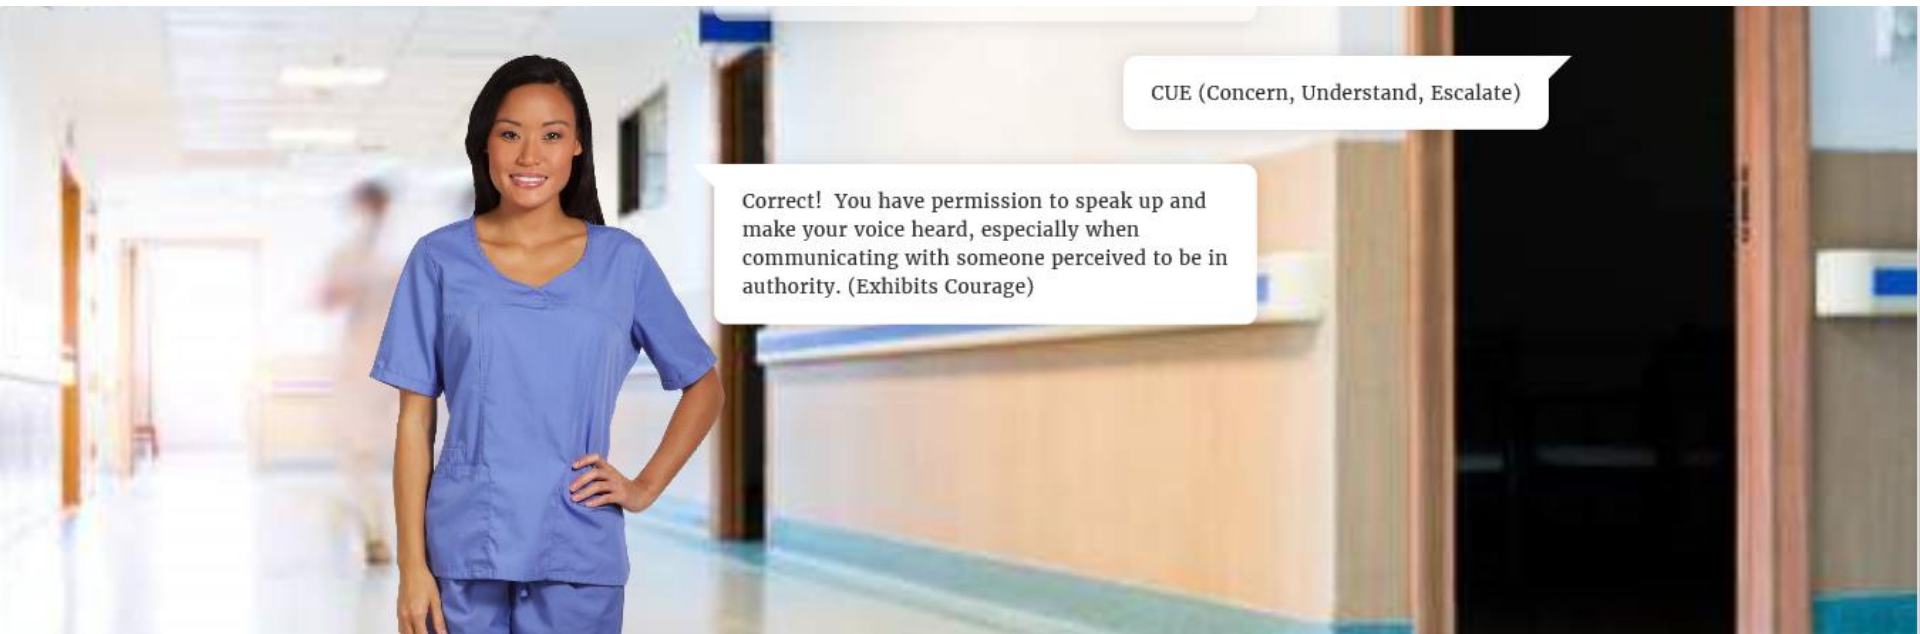 CUE (Concern, Understand, Escalate)
Correct!  You have permission to speak up and
make your voice heard, especially when
communicating with someone perceived to be in
authority. (Exhibits Courage)